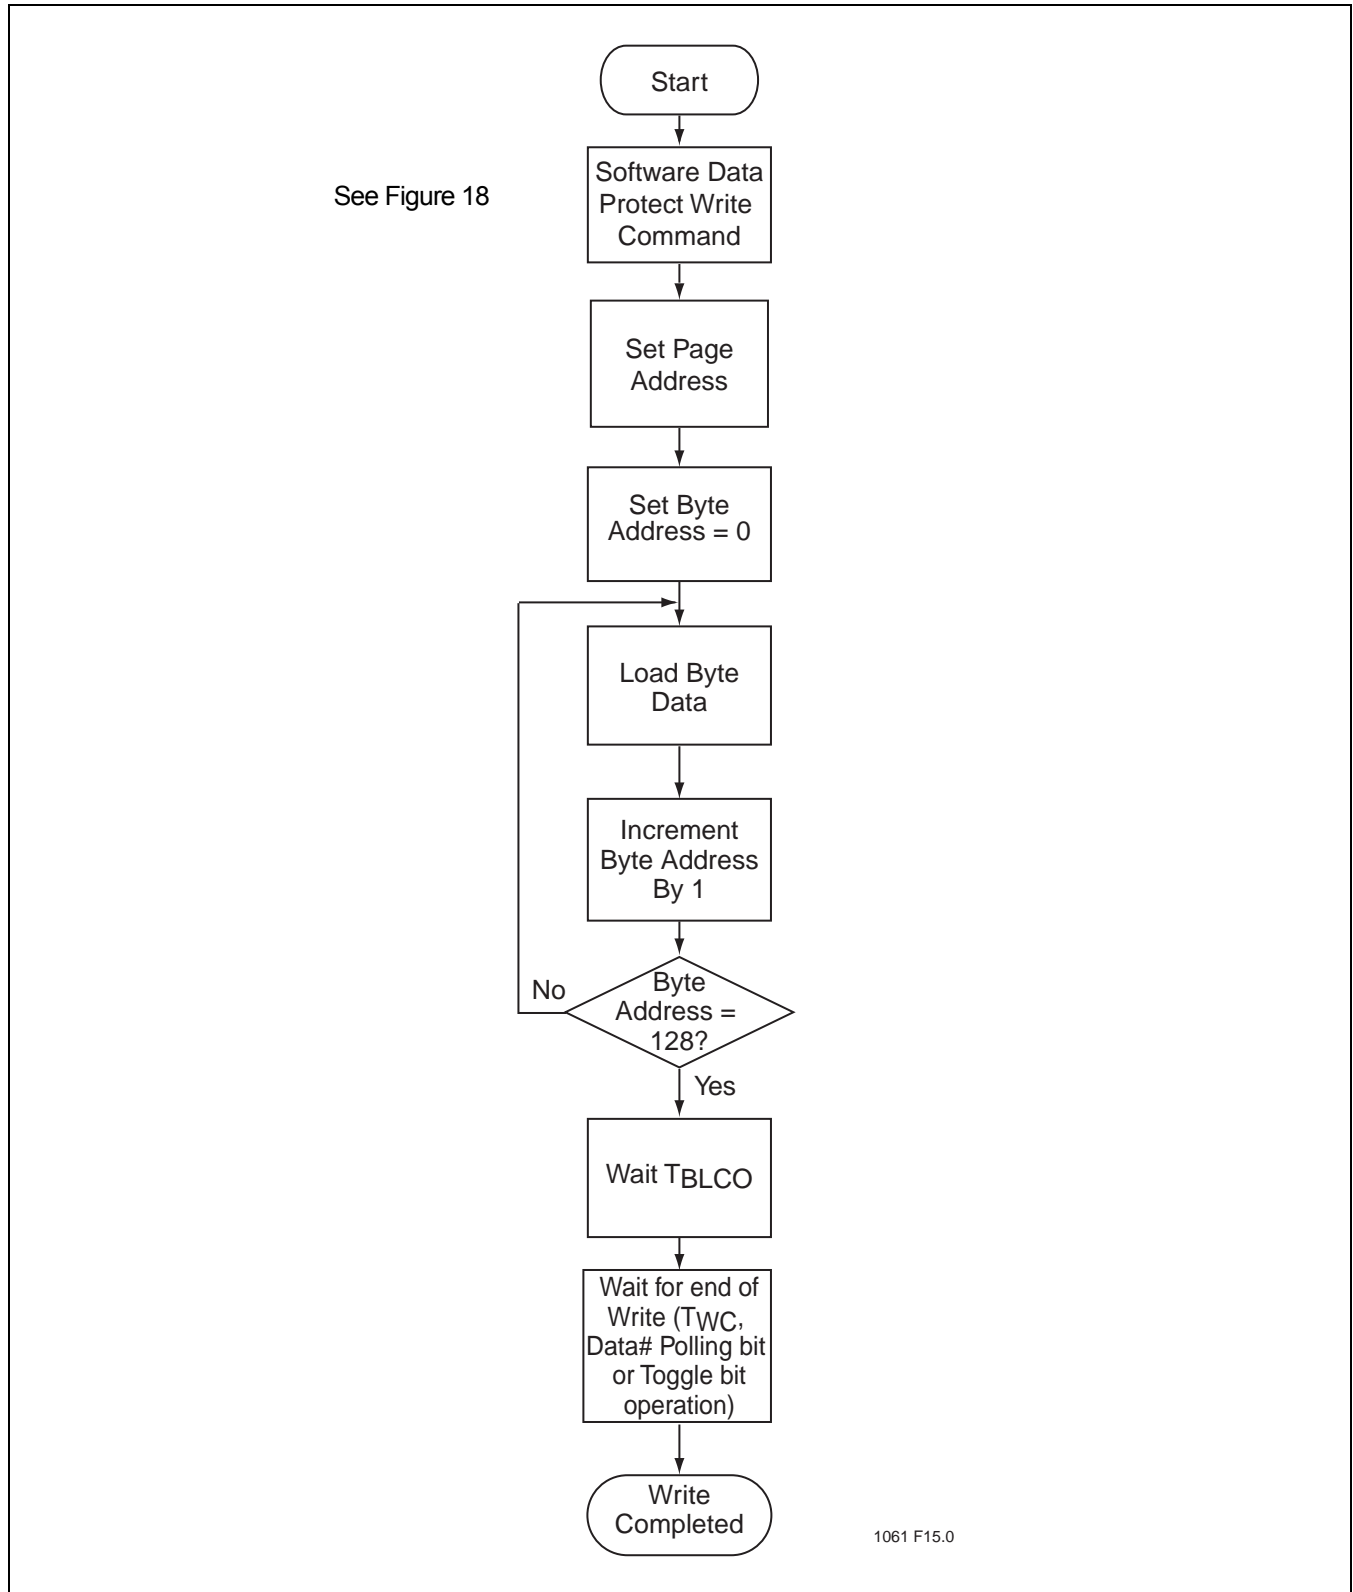 Start
See Figure 18
Software Data
Protect Write
Command
Set Page
Address
Set Byte
Address = 0
Load Byte
Data
Increment
Byte Address
By 1
Byte
Address =
128?
No
Yes
Wait TBLCO
Wait for end of
Write (TWC,
Data# Polling bit
or Toggle bit
operation)
Write
Completed
1061 F15.0